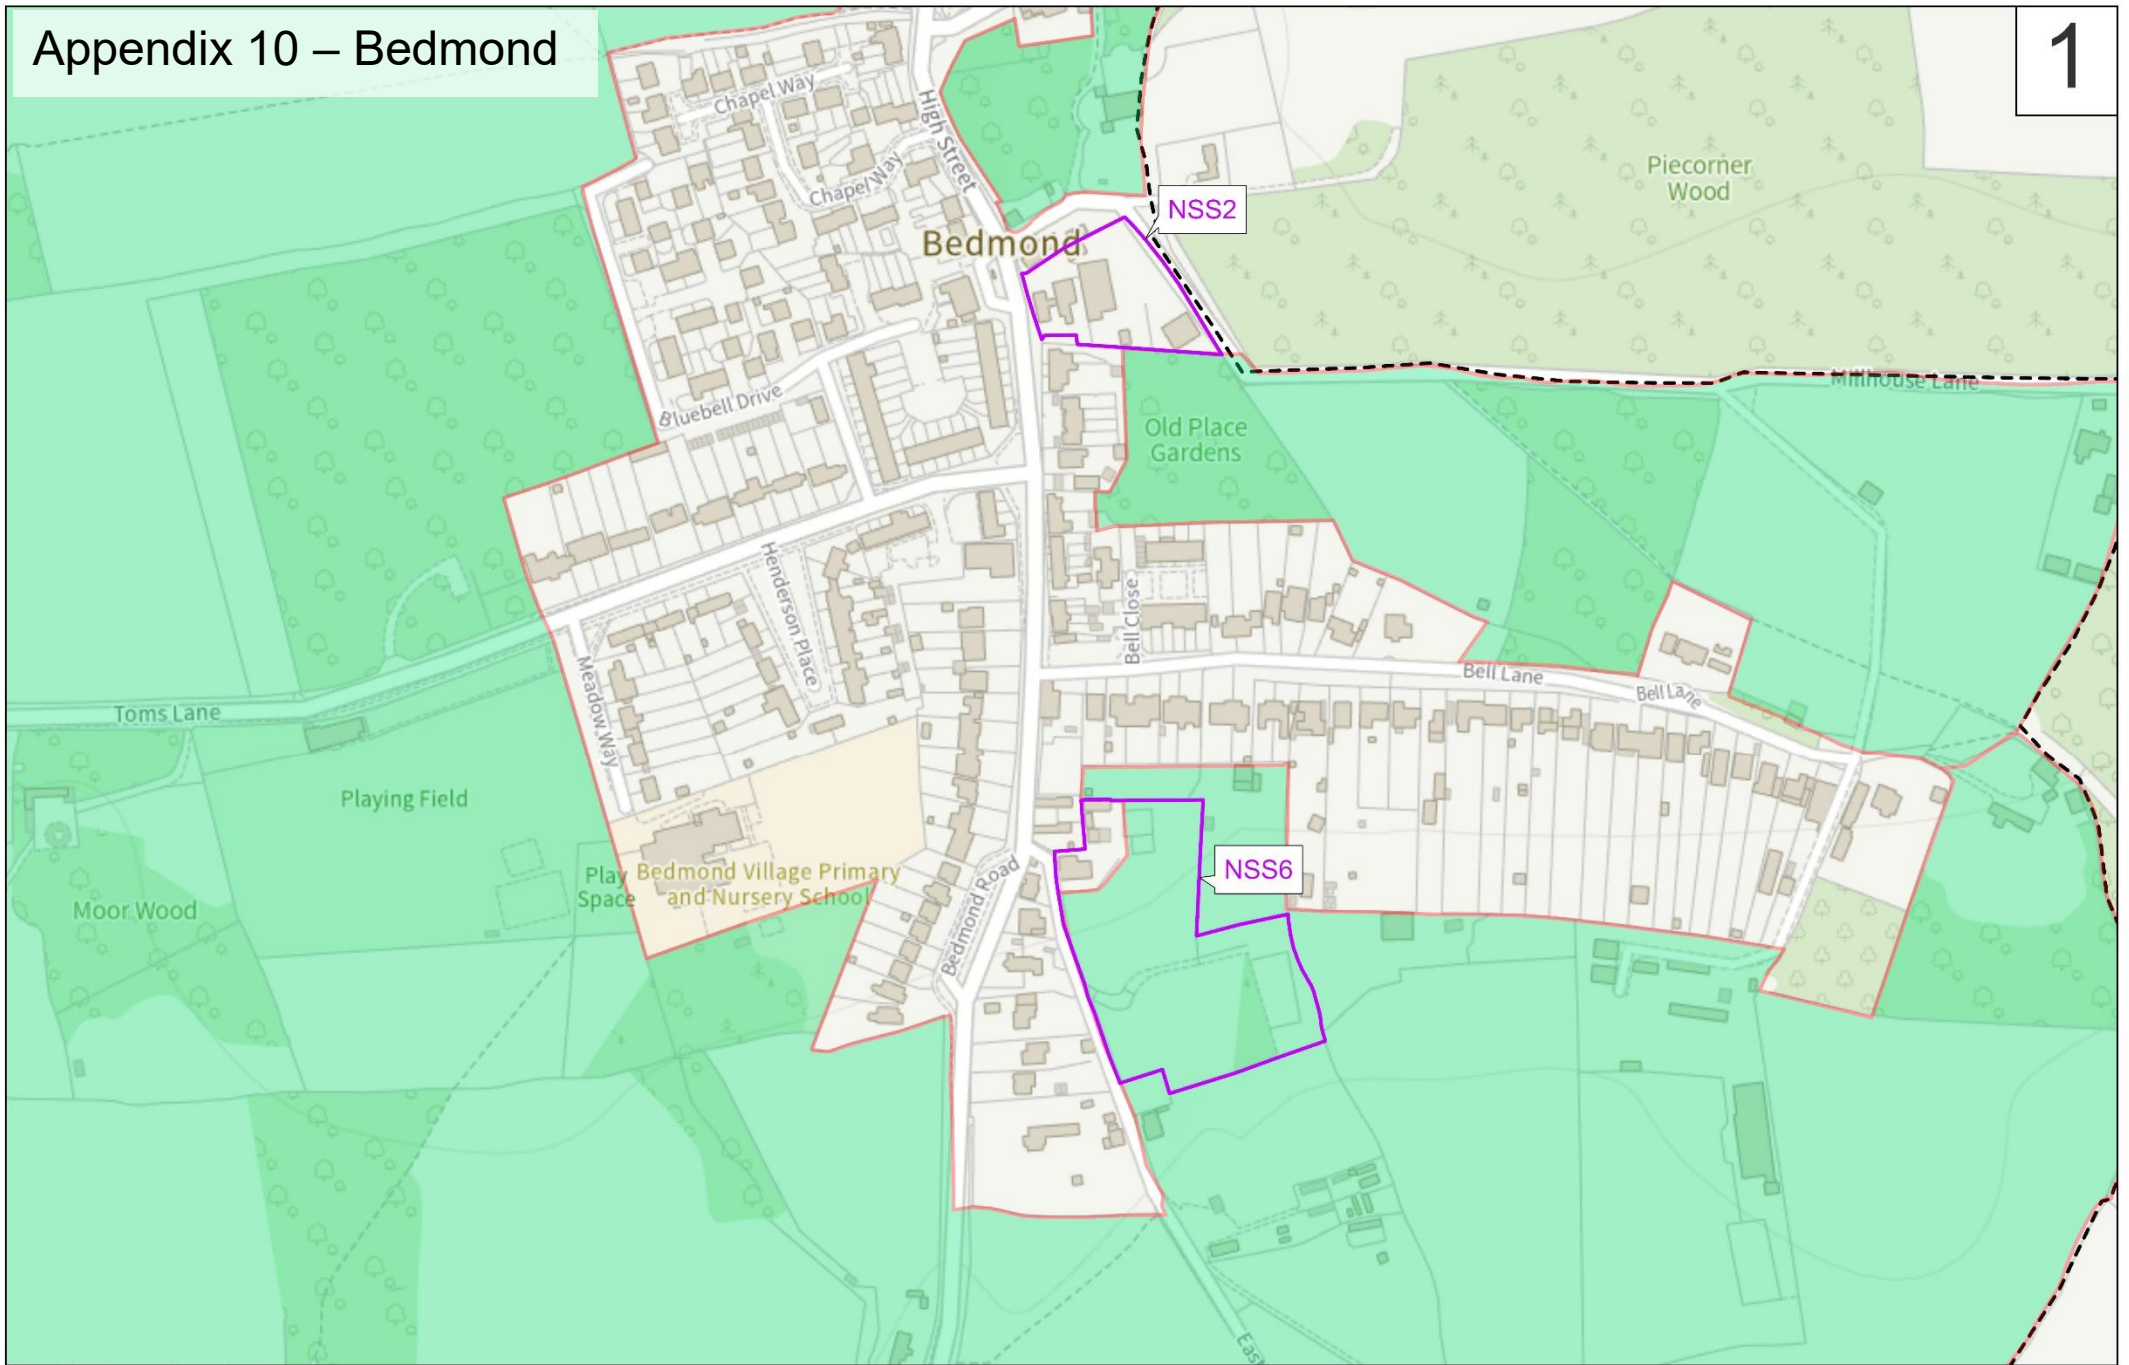 Appendix 10 – Bedmond
1
Chapel Way
High Street
Chapel Way
Piecorner
Wood
NSS2
Bedmond
Bluebell Drive
Millhouse Lane
Old Place
Gardens
Henderson Place
Bell Close
Meadow Way
Bell Lane
Bell Lane
Toms Lane
Playing Field
Play
Space
Bedmond Village Primary
and Nursery School
NSS6
Moor Wood
Bedmond Road
East